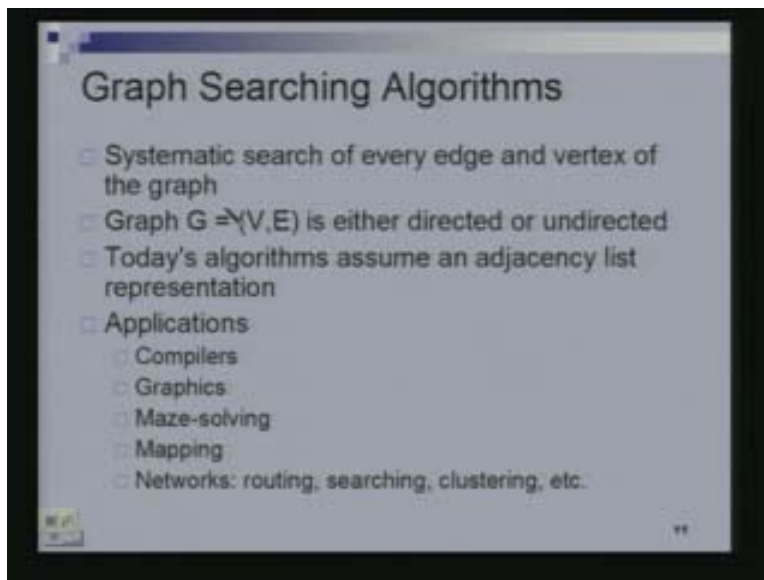 Graph Searching Algorithms
Systematic search of every edge and vertex of
the graph
Graph G = (V,E) is either directed or undirected
Today's algorithms assume an adjacency list
representation
Applications
Compilers
Graphics
Maze-solving
Mapping
Networks: routing, searching, clustering, etc.